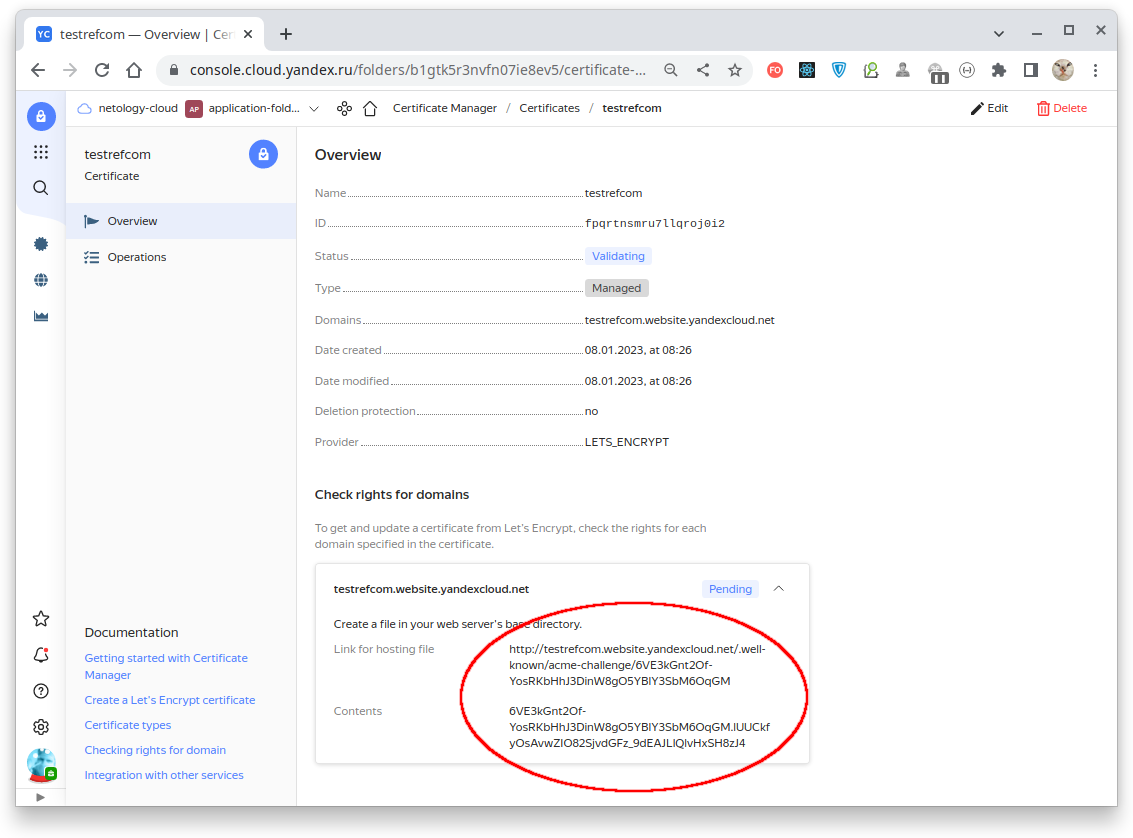 YC testrefcom — Overview | Cer
console.cloud.yandex.ru/folders/b1gtk5r3nvfn07ie8ev5/certificate-...
FO
netology-cloud AP application-fold... Certificate Manager / Certificates / testrefcom Edit Delete
testrefcom
Certificate
Overview
Operations
Documentation
Getting started with Certificate
Manager
Create a Let's Encrypt certificate
Certificate types
Checking rights for domain
Integration with other services
Overview
Name testrefcom
ID fpqrtnsmru7llqroj0i2
Status Validating
Type Managed
Domains testrefcom.website.yandexcloud.net
Date created 08.01.2023, at 08:26
Date modified 08.01.2023, at 08:26
Deletion protection no
Provider LETS_ENCRYPT
Check rights for domains
To get and update a certificate from Let's Encrypt, check the rights for each
domain specified in the certificate.
testrefcom.website.yandexcloud.net Pending
Create a file in your web server's base directory.
Link for hosting file http://testrefcom.website.yandexcloud.net/.well-
known/acme-challenge/6VE3kGnt2Of-
YosRKbHhJ3DinW8gO5YBlY3SbM6OqGM
Contents 6VE3kGnt2Of-
YosRKbHhJ3DinW8gO5YBlY3SbM6OqGM.lUUCkf
yOsAvwZlO82SjvdGFz_9dEAJLlQlvHxSH8zJ4